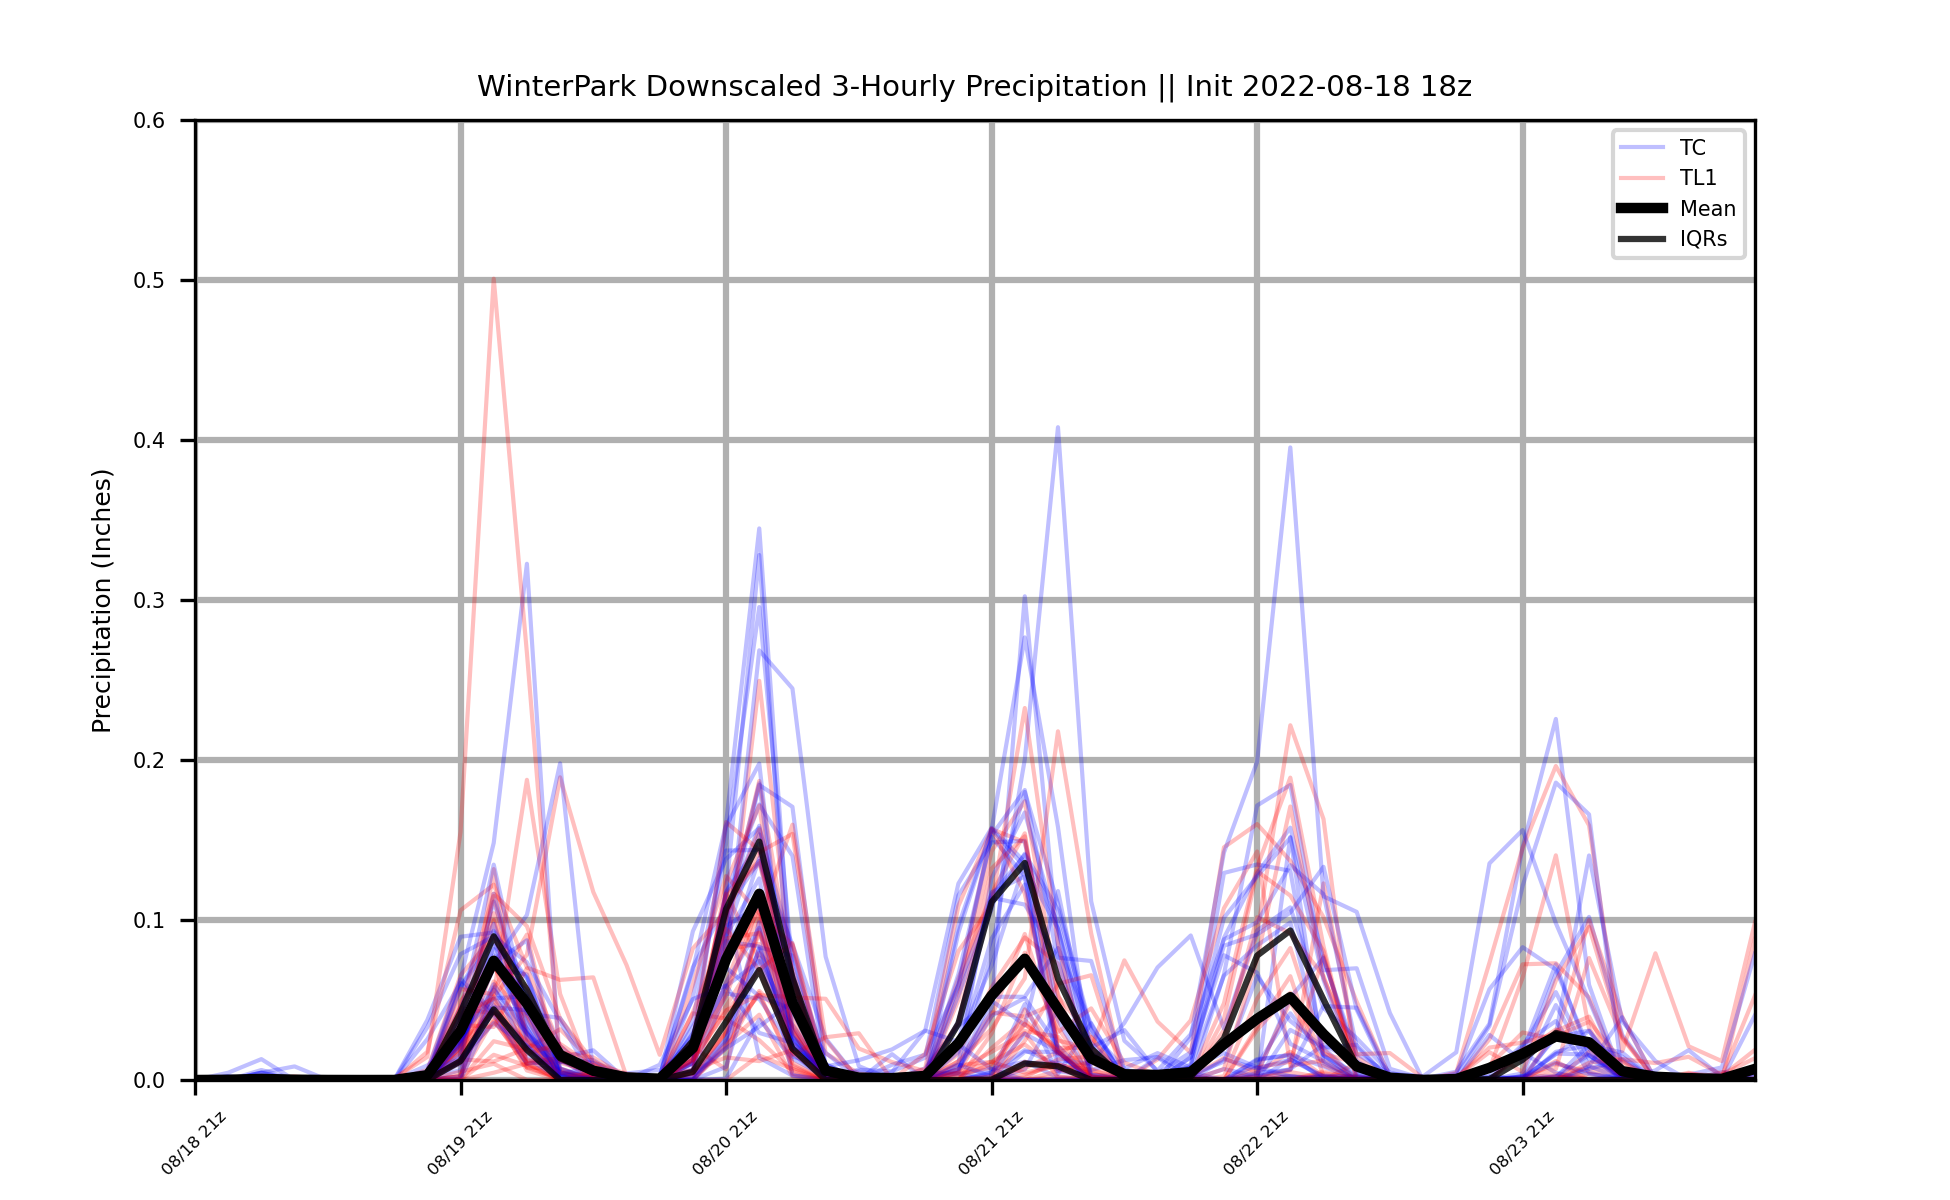 WinterPark Downscaled 3-Hourly Precipitation || Init 2022-08-18 18z
0.6
0.5
0.4
0.3
0.2
0.1
0.0
Precipitation (Inches)
TC
TL1
Mean
IQRs
08/18 21z
08/19 21z
08/20 21z
08/21 21z
08/22 21z
08/23 21z